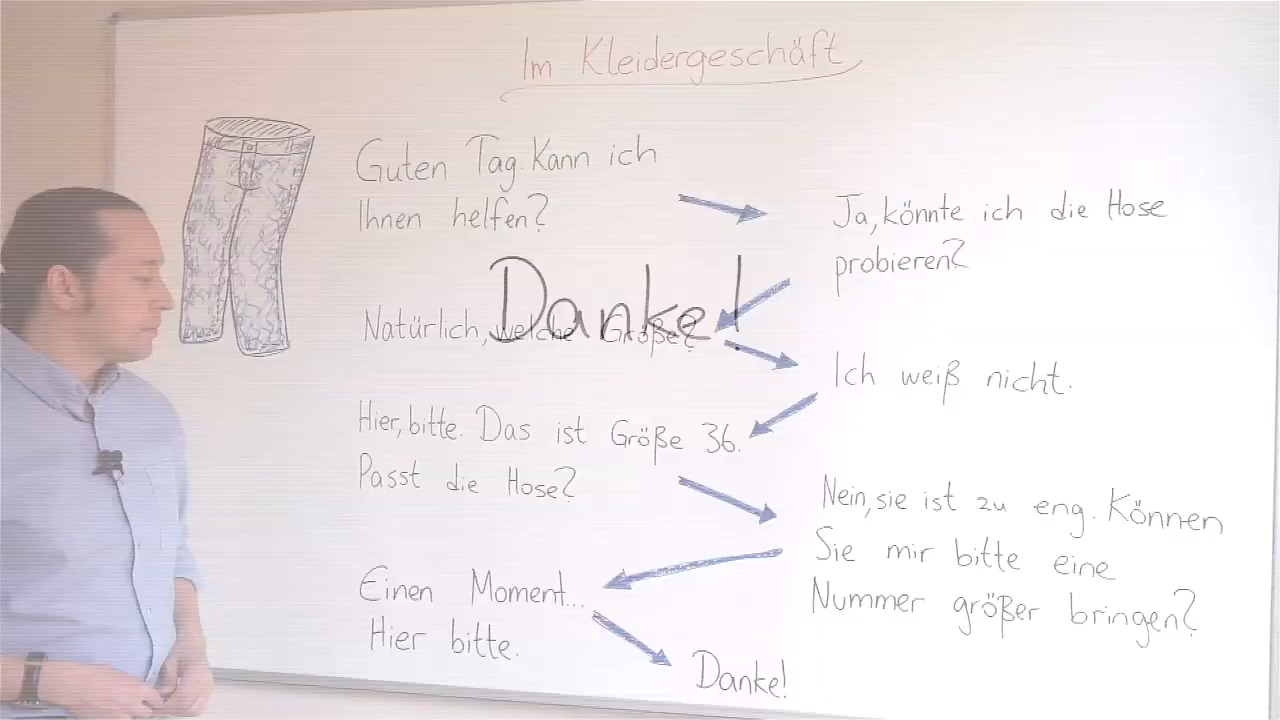 Im Kleidergeschäft
Guten Tag. Kann ich
Ihnen helfen?
Ja, könnte ich die Hose
probieren?
Danke!
Natürlich, welche Größe?
Ich weiß nicht.
Hier, bitte. Das ist Größe 36.
Passt die Hose?
Nein, sie ist zu eng. Können
Sie mir bitte eine
Nummer größer bringen?
Einen Moment...
Hier bitte.
Danke!